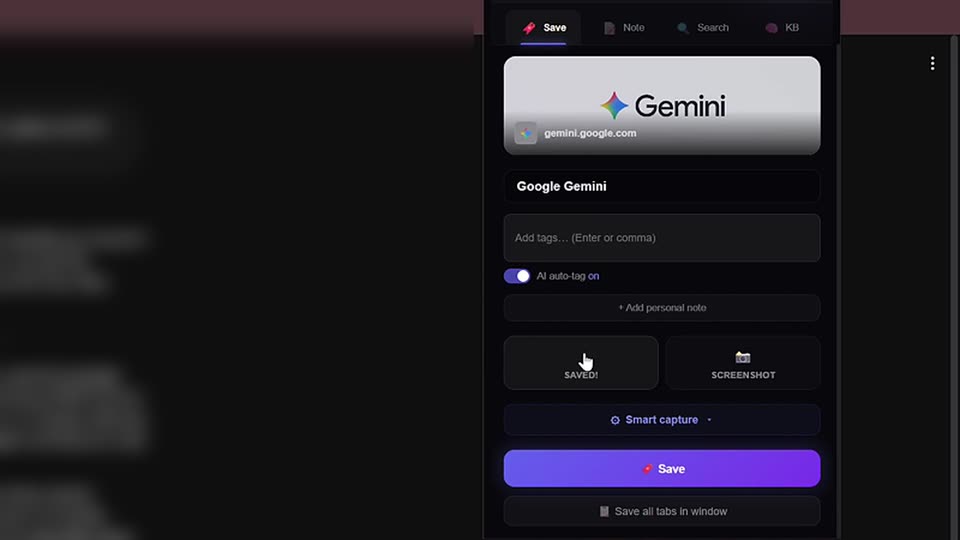 Save
Note
Search
KB
Gemini
gemini.google.com
Google Gemini
Add tags... (Enter or comma)
AI auto-tag on
+ Add personal note
SAVED!
SCREENSHOT
Smart capture
Save
Save all tabs in window